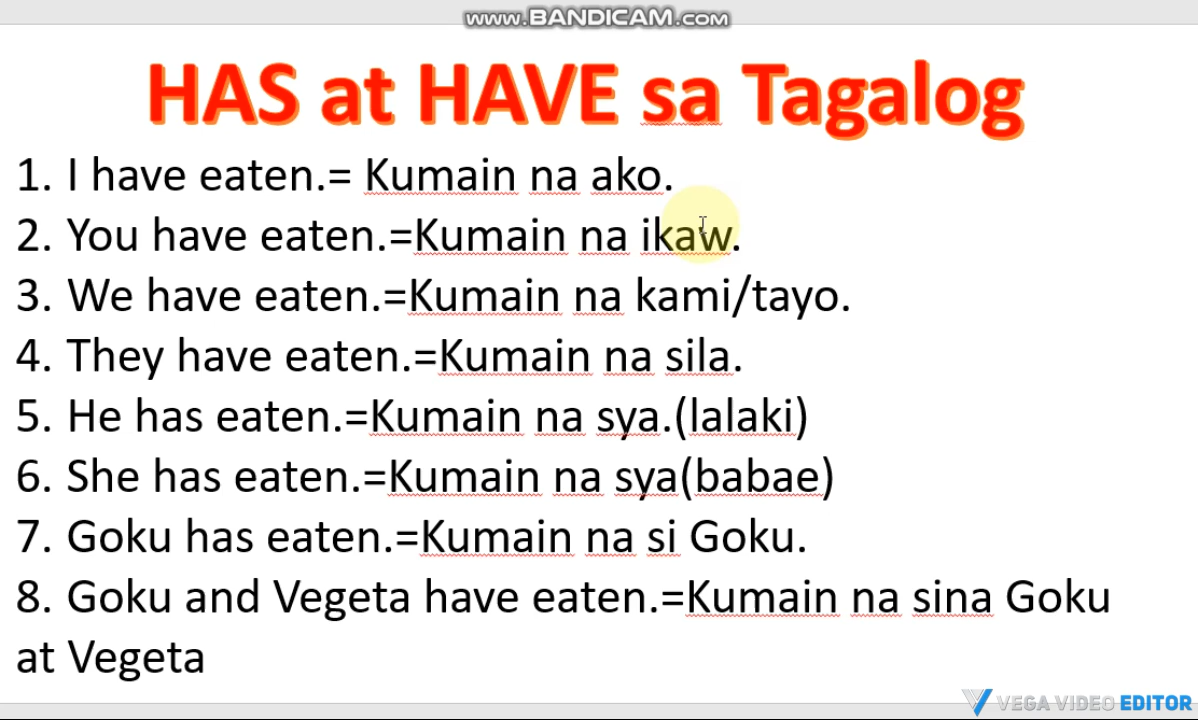 www.BANDICAM.com
HAS at HAVE sa Tagalog
1. I have eaten.= Kumain na ako.
2. You have eaten.=Kumain na ikaw.
3. We have eaten.=Kumain na kami/tayo.
4. They have eaten.=Kumain na sila.
5. He has eaten.=Kumain na sya.(lalaki)
6. She has eaten.=Kumain na sya(babae)
7. Goku has eaten.=Kumain na si Goku.
8. Goku and Vegeta have eaten.=Kumain na sina Goku
at Vegeta
VEGA VIDEO EDITOR